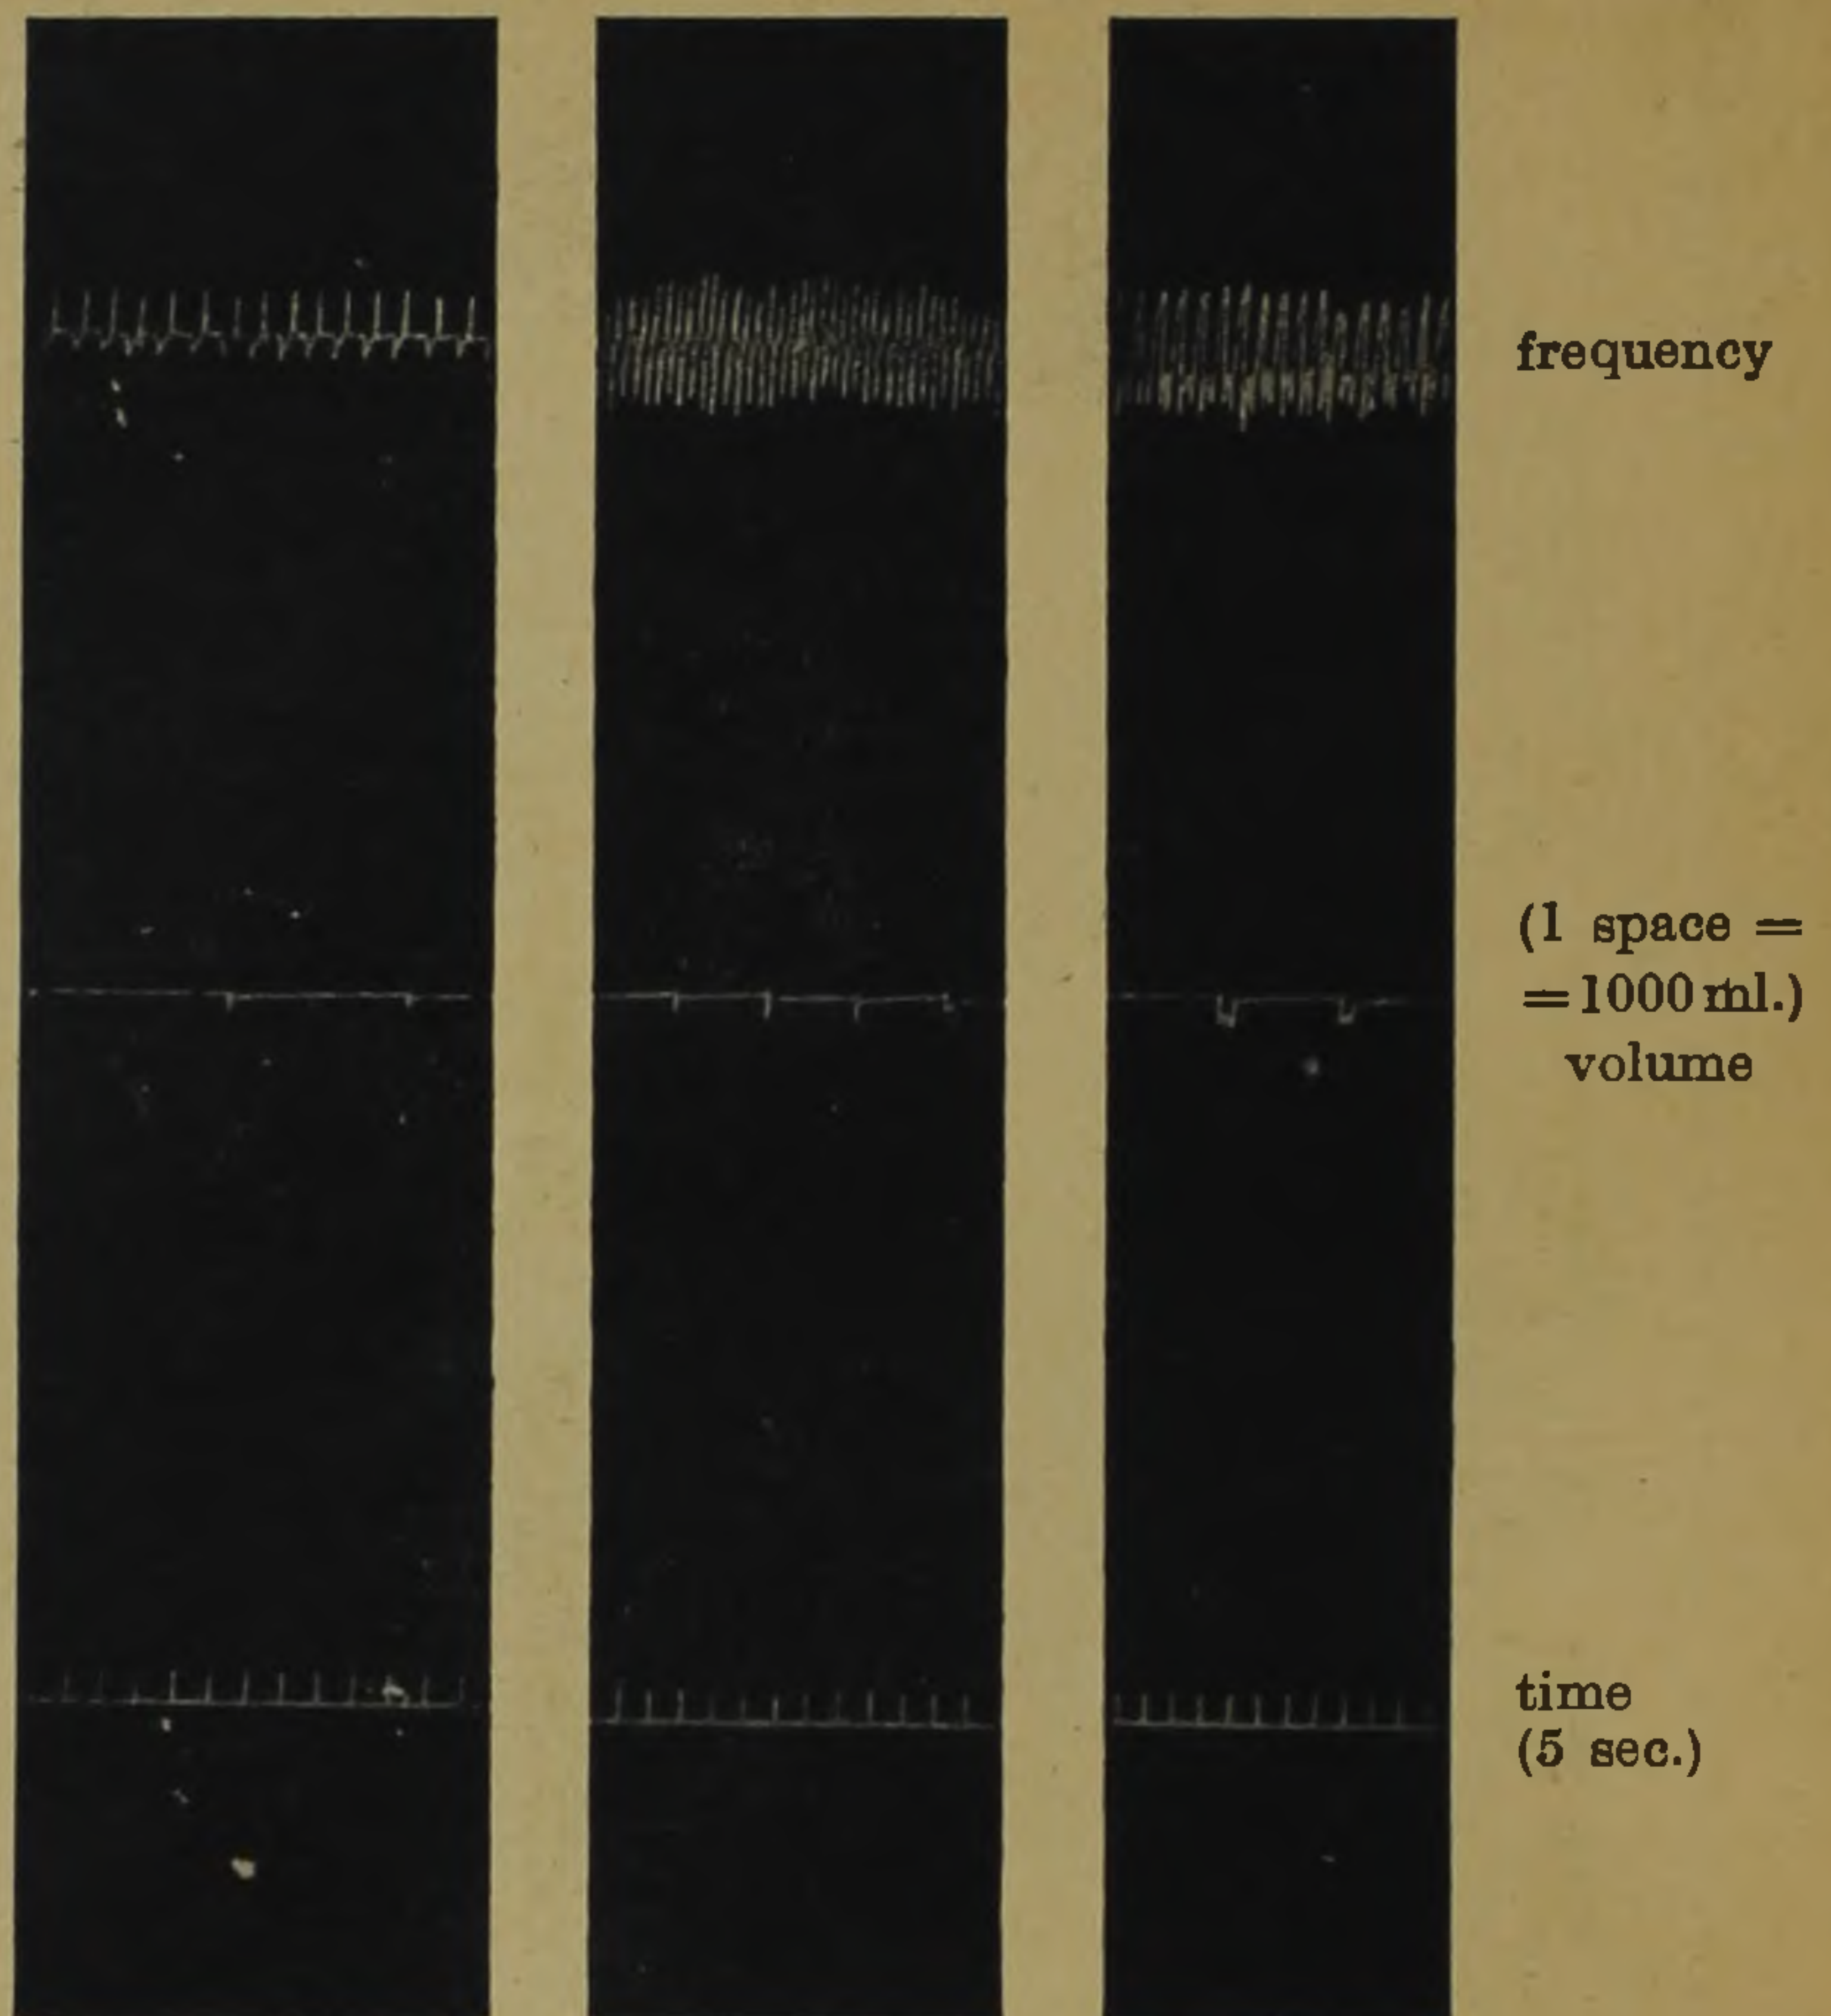 frequency
(1 space =
= 1000 ml.)
volume
time
(5 sec.)